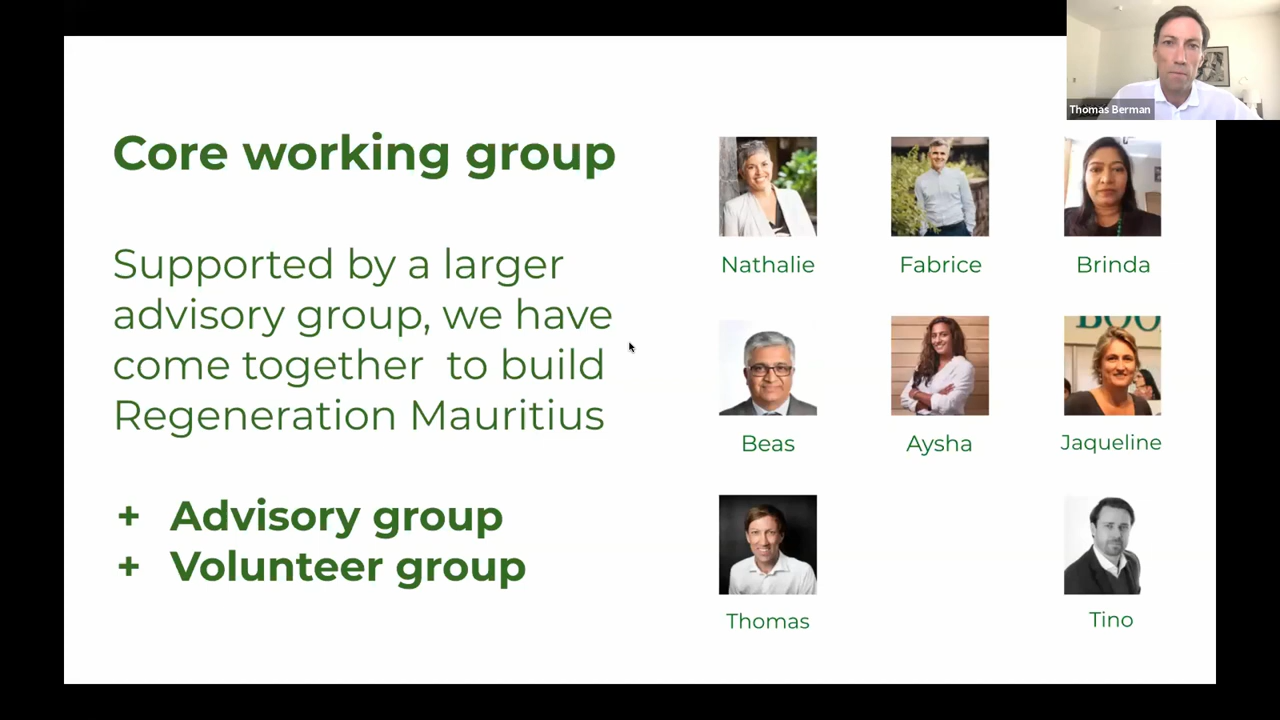 Thomas Berman
Core working group
Supported by a larger
advisory group, we have
come together to build
Regeneration Mauritius
+ Advisory group
+ Volunteer group
Nathalie
Fabrice
Brinda
BOO
Beas
Aysha
Jaqueline
Thomas
Tino